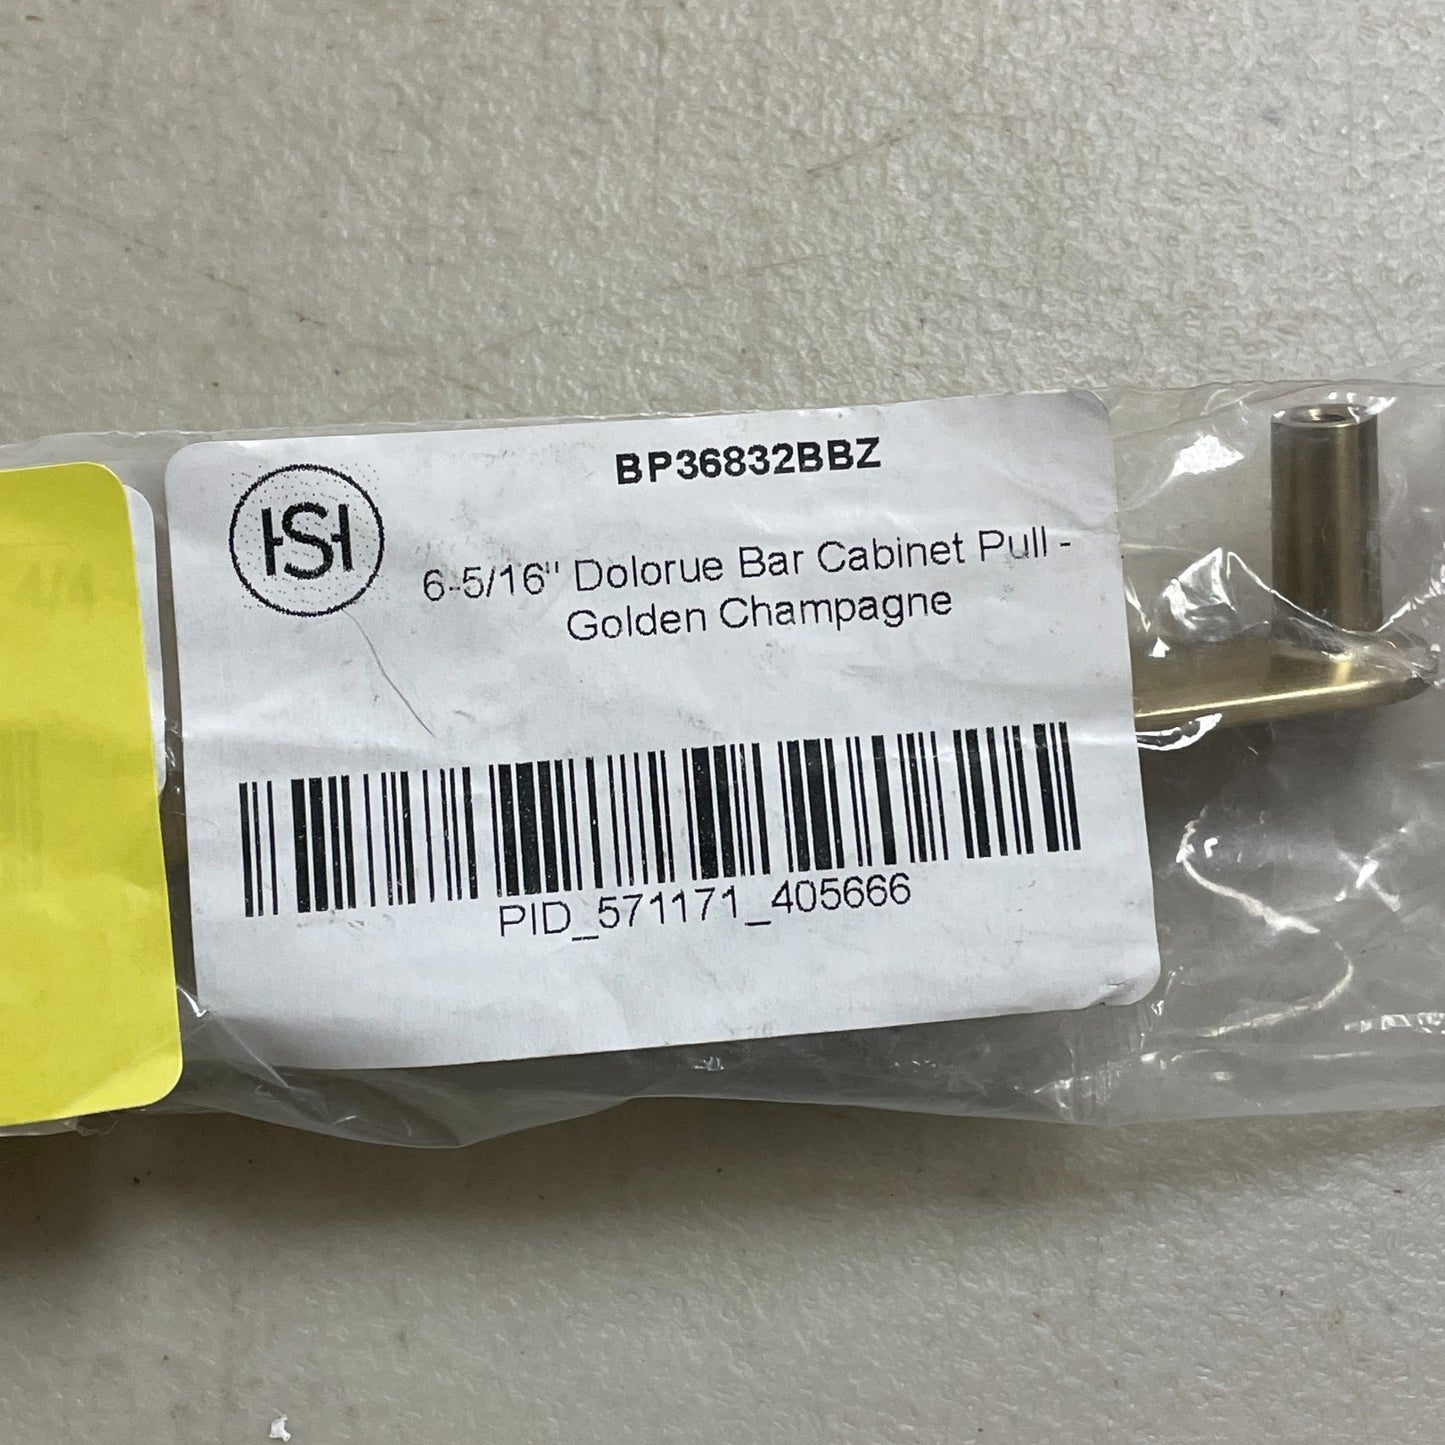 HSH
BP36832BBZ
6-5/16" Dolorue Bar Cabinet Pull -
Golden Champagne
PID_571171_405666